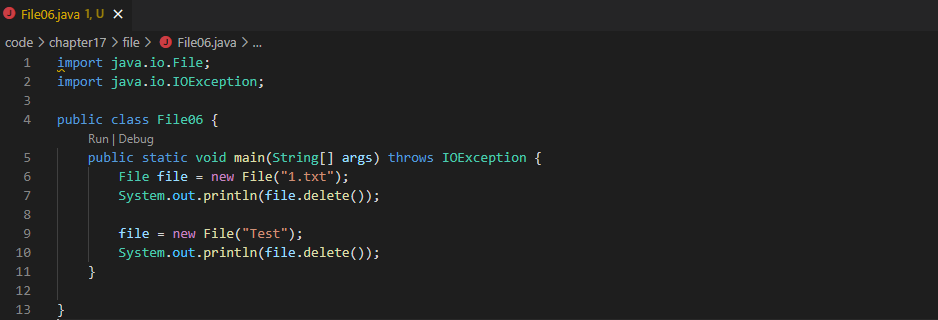 File06.java 1, U ×
code > chapter17 > file > File06.java > ...
1 import java.io.File;
2 import java.io.IOException;
3
4 public class File06 {
Run | Debug
5 public static void main(String[] args) throws IOException {
6 File file = new File("1.txt");
7 System.out.println(file.delete());
8
9 file = new File("Test");
10 System.out.println(file.delete());
11 }
12
13 }